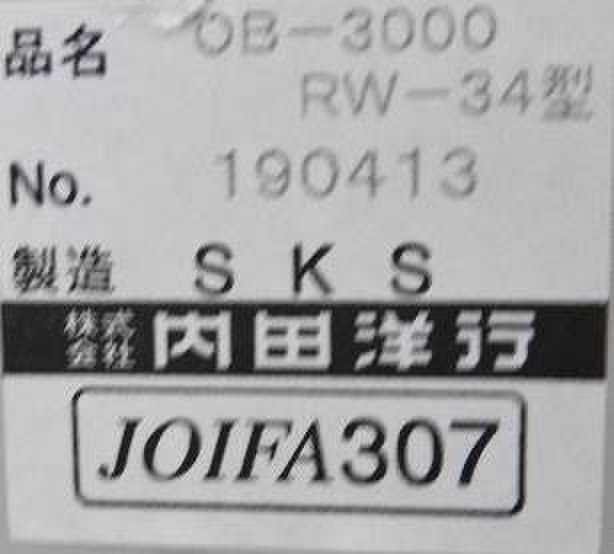 品名 OB-3000
RW-34型
No. 190413
製造 S K S
株式会社 内田洋行
JOIFA307